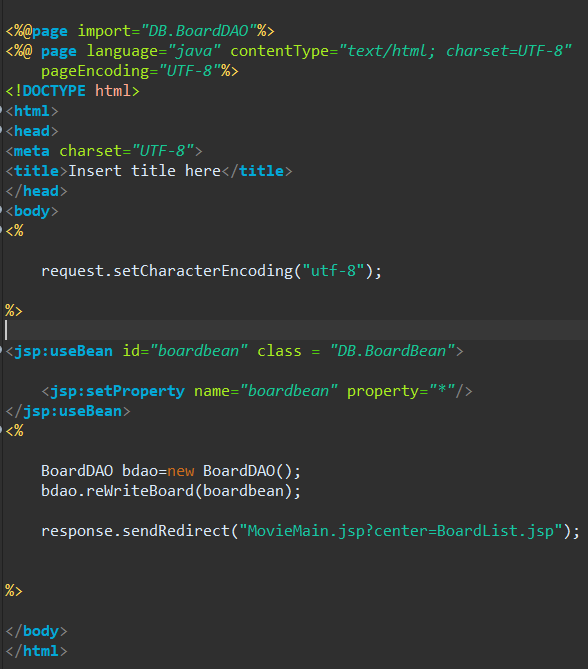 <%@page import="DB.BoardDAO"%>
<%@ page language="java" contentType="text/html; charset=UTF-8"
    pageEncoding="UTF-8"%>
<!DOCTYPE html>
<html>
<head>
<meta charset="UTF-8">
<title>Insert title here</title>
</head>
<body>
<%
    request.setCharacterEncoding("utf-8");
%>
<jsp:useBean id="boardbean" class = "DB.BoardBean">
    <jsp:setProperty name="boardbean" property="*"/>
</jsp:useBean>
<%
    BoardDAO bdao=new BoardDAO();
    bdao.reWriteBoard(boardbean);
    response.sendRedirect("MovieMain.jsp?center=BoardList.jsp");
%>
</body>
</html>